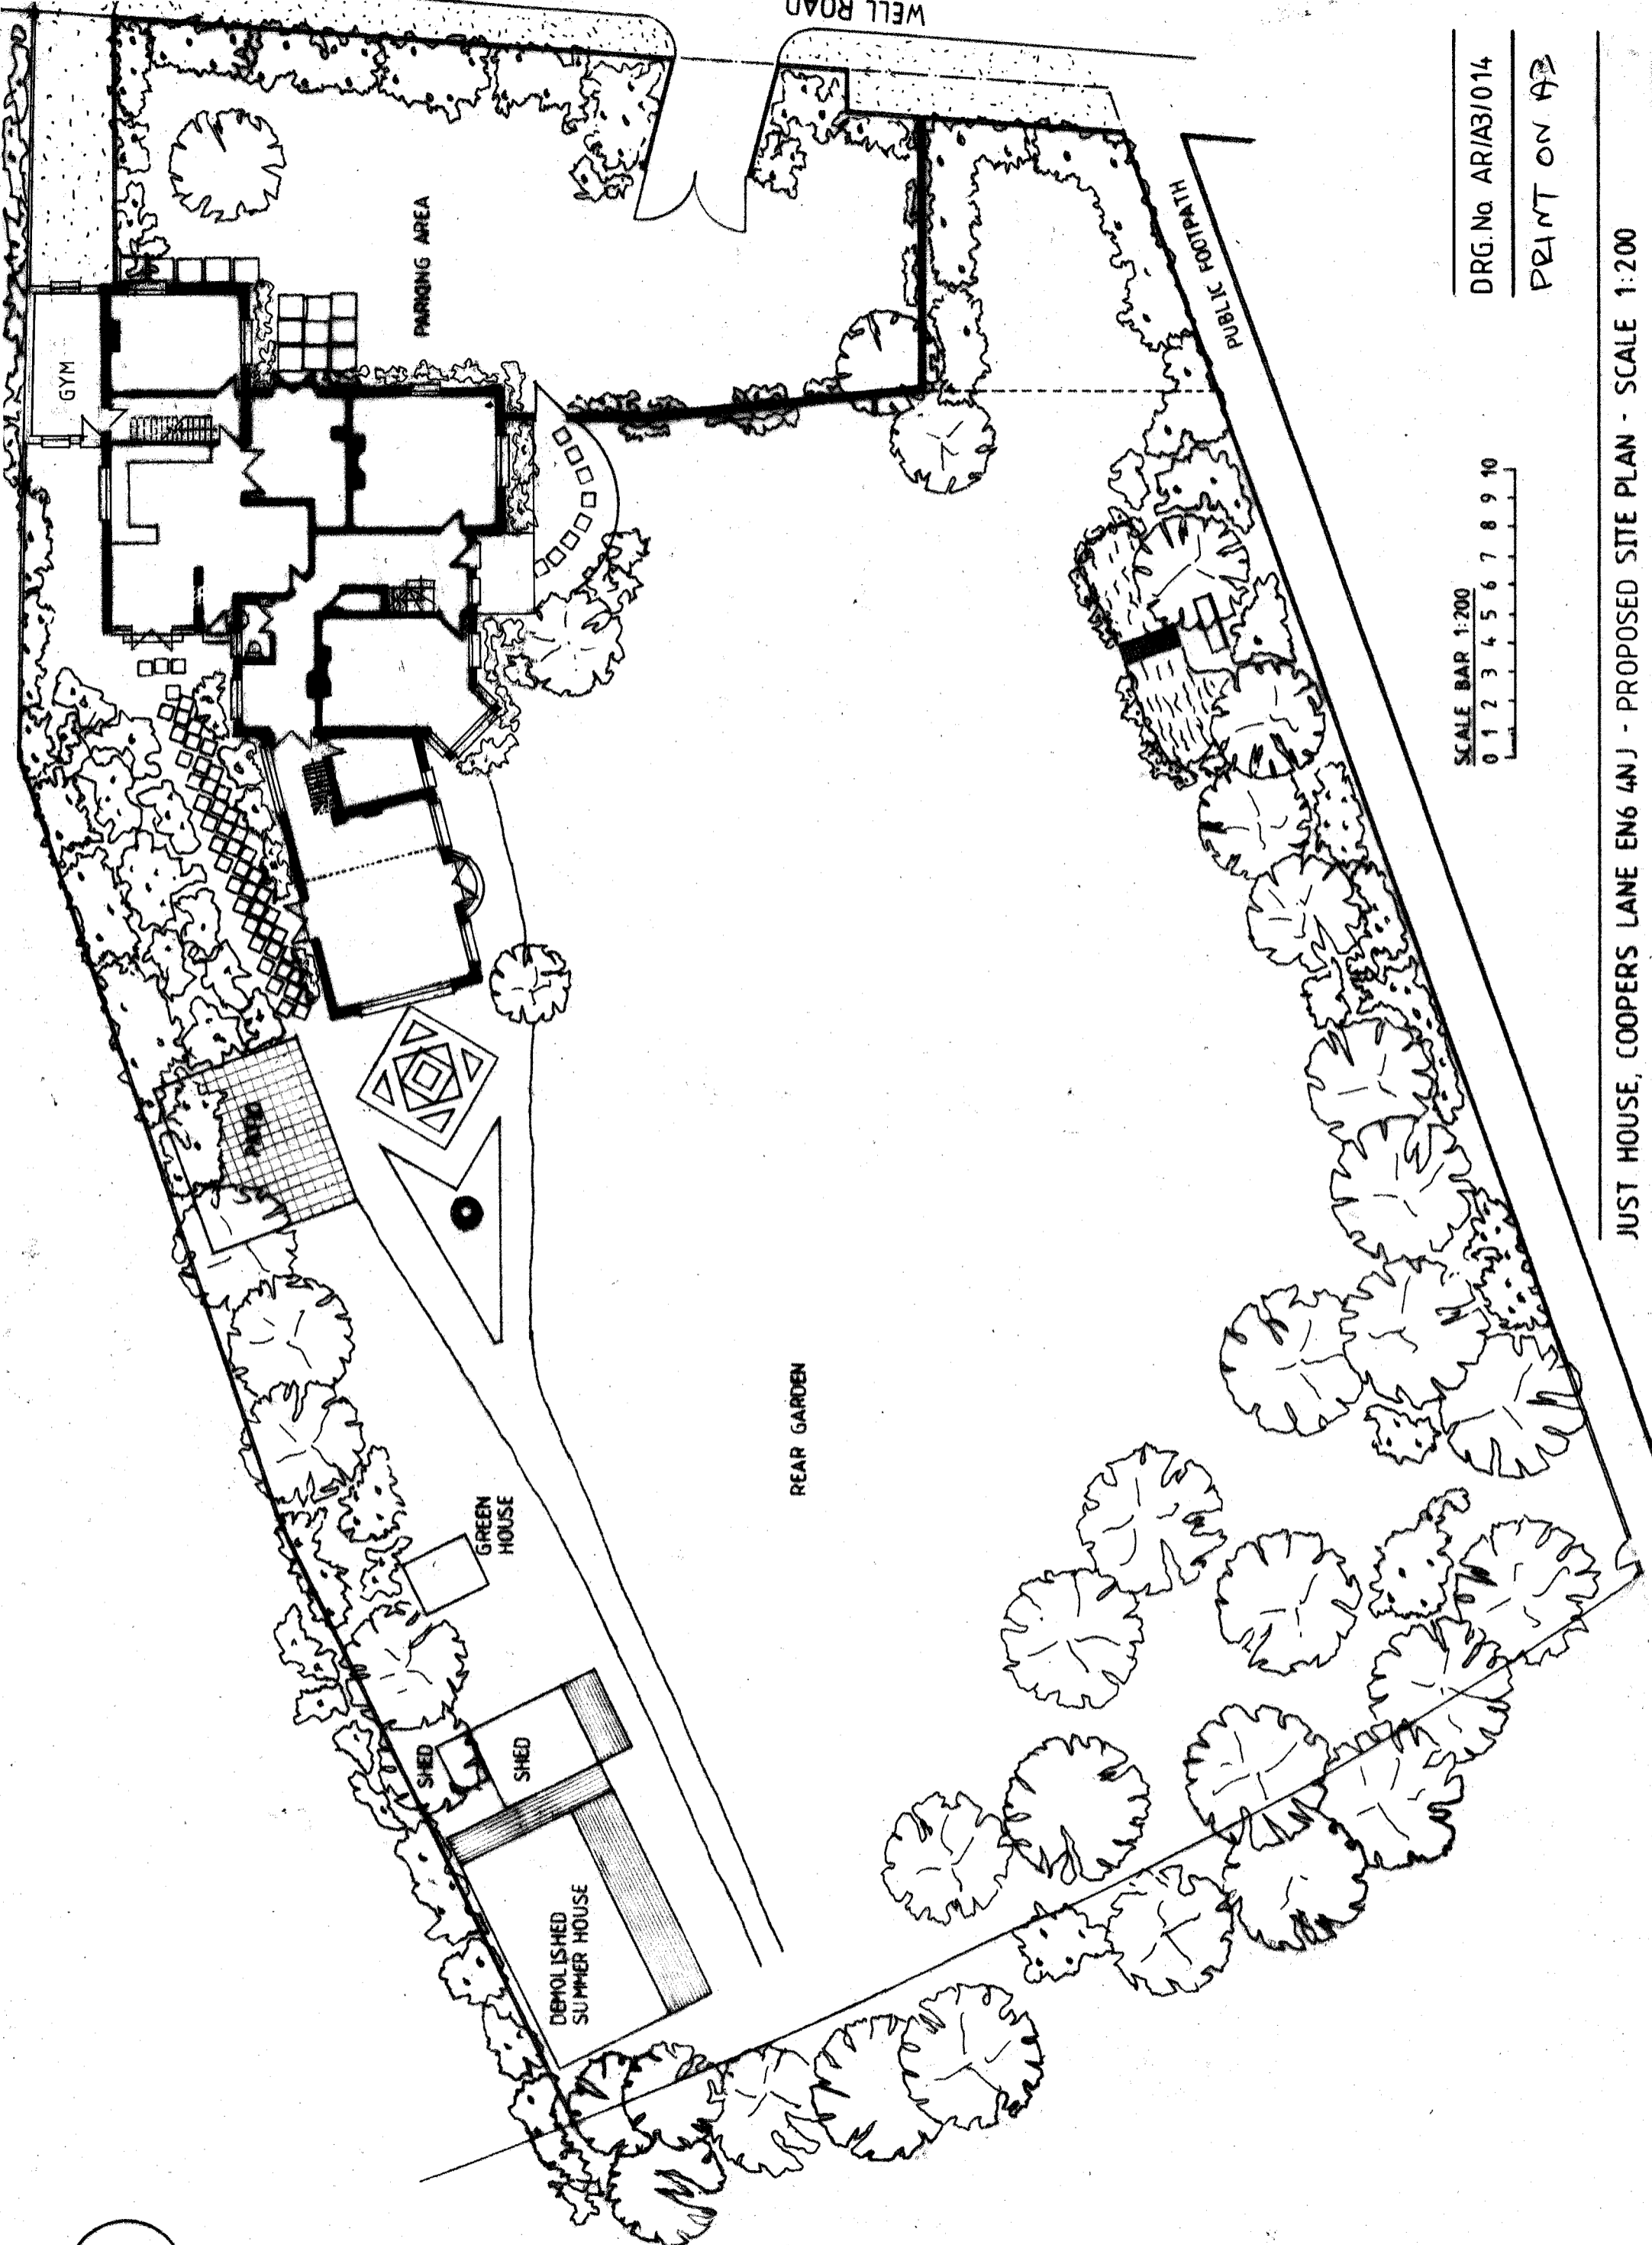 WELL ROAD
GYM
PARKING AREA
PUBLIC FOOTPATH
PATIO
REAR GARDEN
GREEN
HOUSE
SHED
SHED
DEMOLISHED
SUMMER HOUSE
SCALE BAR 1:200
0 1 2 3 4 5 6 7 8 9 10
DRG.No. AR/A3/014
PRINT ON A3
JUST HOUSE, COOPERS LANE EN6 4NJ - PROPOSED SITE PLAN - SCALE 1:200